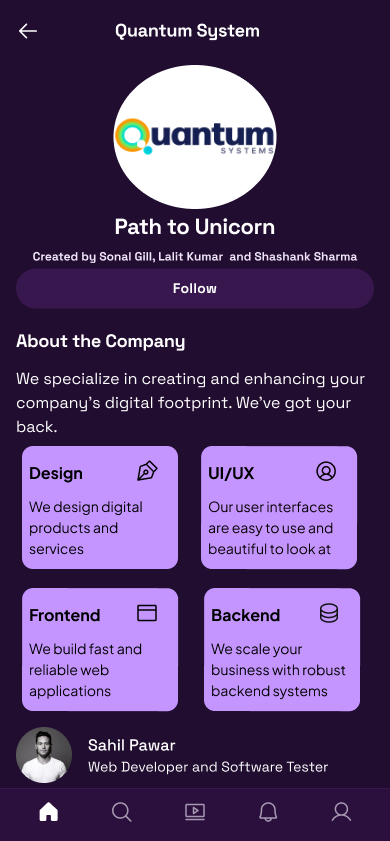 Quantum System
Quantum
SYSTEMS
Path to Unicorn
Created by Sonal Gill, Lalit Kumar and Shashank Sharma
Follow
About the Company
We specialize in creating and enhancing your
company's digital footprint. We've got your
back.
Design
We design digital
products and
services
UI/UX
Our user interfaces
are easy to use and
beautiful to look at
Frontend
We build fast and
reliable web
applications
Backend
We scale your
business with robust
backend systems
Sahil Pawar
Web Developer and Software Tester